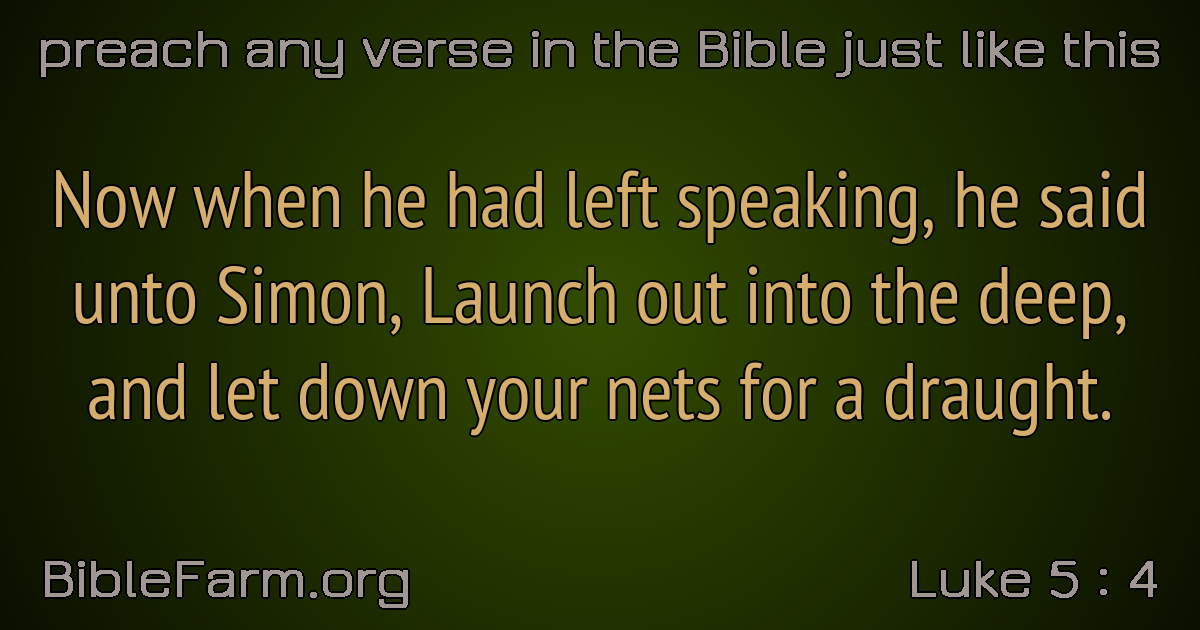 preach any verse in the Bible just like this
Now when he had left speaking, he said
unto Simon, Launch out into the deep,
and let down your nets for a draught.
BibleFarm.org
Luke 5 : 4